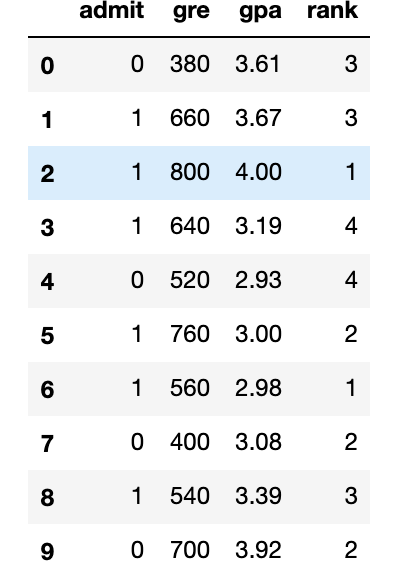 admit gre gpa rank
0 0 380 3.61 3
1 1 660 3.67 3
2 1 800 4.00 1
3 1 640 3.19 4
4 0 520 2.93 4
5 1 760 3.00 2
6 1 560 2.98 1
7 0 400 3.08 2
8 1 540 3.39 3
9 0 700 3.92 2